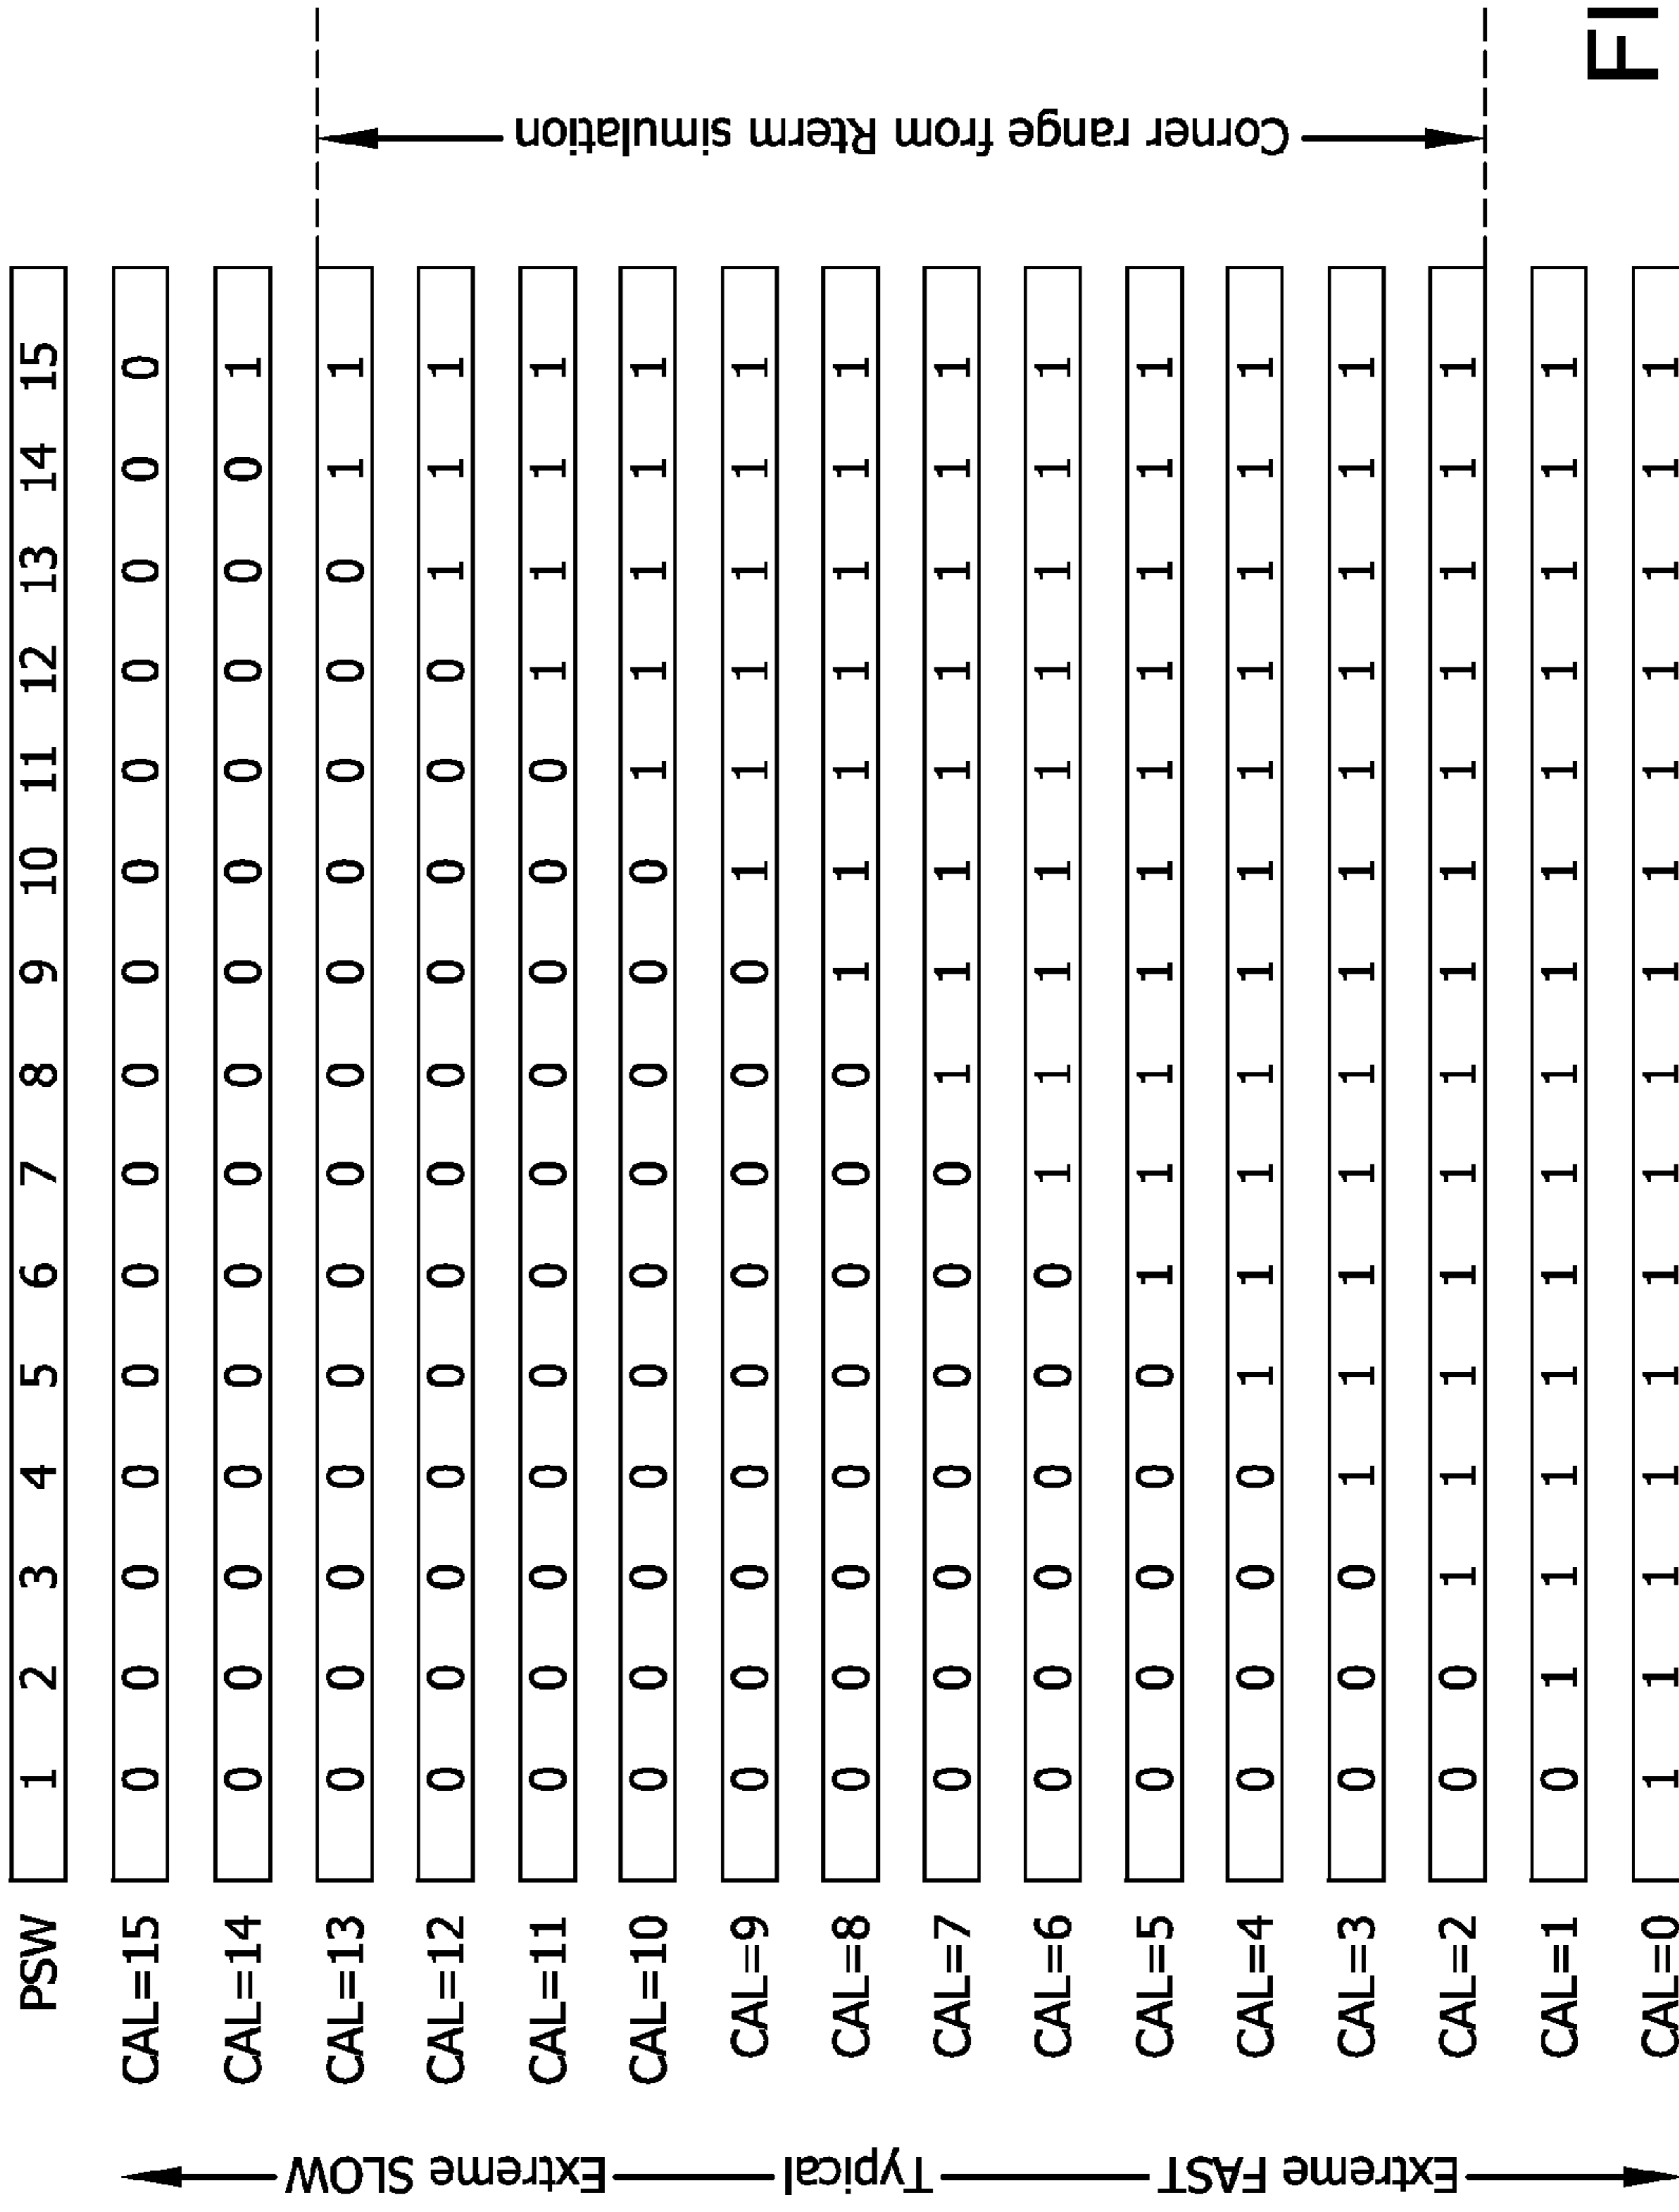 PSW 1 2 3 4 5 6 7 8 9 10 11 12 13 14 15
CAL=15 0 0 0 0 0 0 0 0 0 0 0 0 0 0 0
CAL=14 0 0 0 0 0 0 0 0 0 0 0 0 0 0 1
CAL=13 0 0 0 0 0 0 0 0 0 0 0 0 0 1 1
CAL=12 0 0 0 0 0 0 0 0 0 0 0 0 1 1 1
CAL=11 0 0 0 0 0 0 0 0 0 0 0 1 1 1 1
CAL=10 0 0 0 0 0 0 0 0 0 0 1 1 1 1 1
CAL=9 0 0 0 0 0 0 0 0 0 1 1 1 1 1 1
CAL=8 0 0 0 0 0 0 0 0 1 1 1 1 1 1 1
CAL=7 0 0 0 0 0 0 0 1 1 1 1 1 1 1 1
CAL=6 0 0 0 0 0 0 1 1 1 1 1 1 1 1 1
CAL=5 0 0 0 0 0 1 1 1 1 1 1 1 1 1 1
CAL=4 0 0 0 0 1 1 1 1 1 1 1 1 1 1 1
CAL=3 0 0 0 1 1 1 1 1 1 1 1 1 1 1 1
CAL=2 0 0 1 1 1 1 1 1 1 1 1 1 1 1 1
CAL=1 0 1 1 1 1 1 1 1 1 1 1 1 1 1 1
CAL=0 1 1 1 1 1 1 1 1 1 1 1 1 1 1 1
Extreme SLOW
Typical
Extreme FAST
Corner range from Rterm simulation
FI